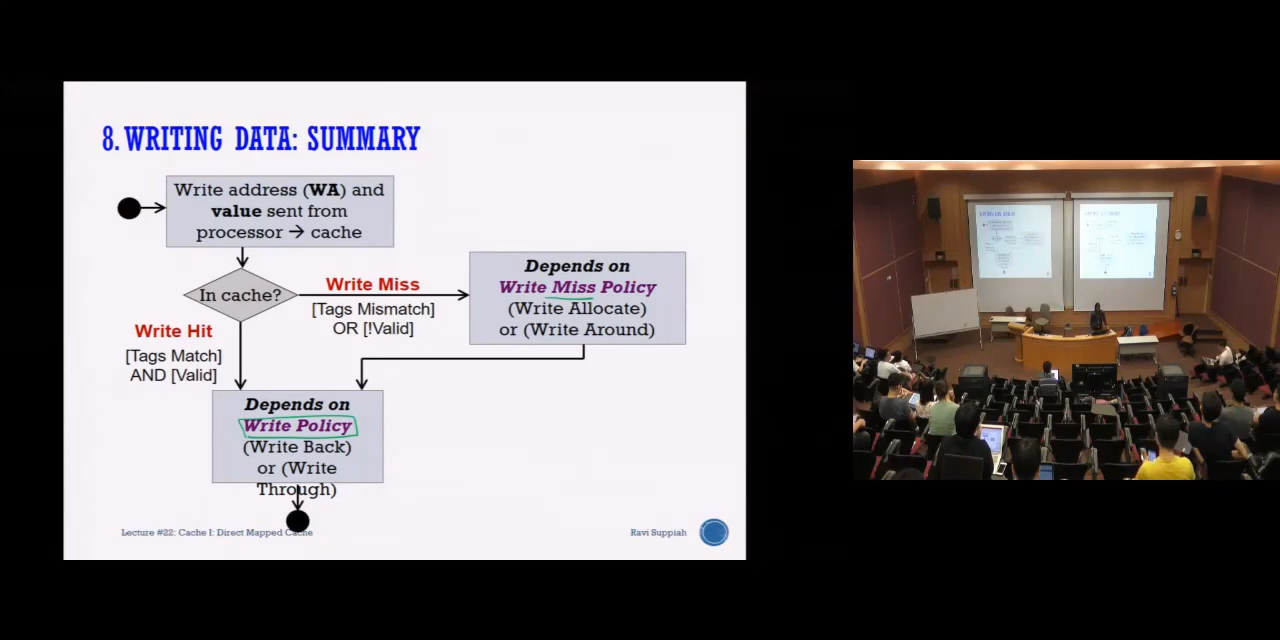 8. WRITING DATA: SUMMARY
Write address (WA) and
value sent from
processor → cache
In cache?
Write Miss
[Tags Mismatch]
OR [!Valid]
Depends on
Write Miss Policy
(Write Allocate)
or (Write Around)
Write Hit
[Tags Match]
AND [Valid]
Depends on
Write Policy
(Write Back)
or (Write
Through)
Lecture #22: Cache I: Direct Mapped Cache
Ravi Suppiah